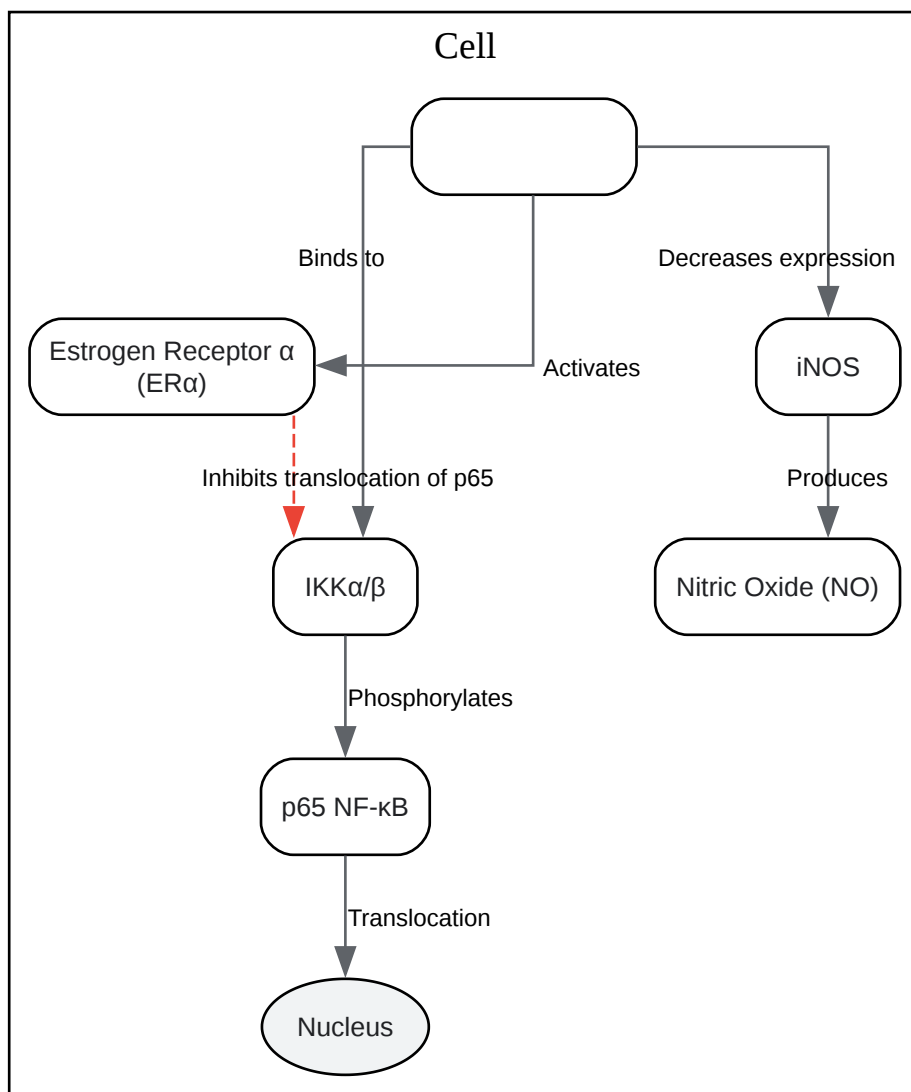 Cell
Binds to
Decreases expression
Estrogen Receptor α
(ERα)
iNOS
Activates
Inhibits translocation of p65
Produces
IKKα/β
Nitric Oxide (NO)
Phosphorylates
p65 NF-κB
Translocation
Nucleus